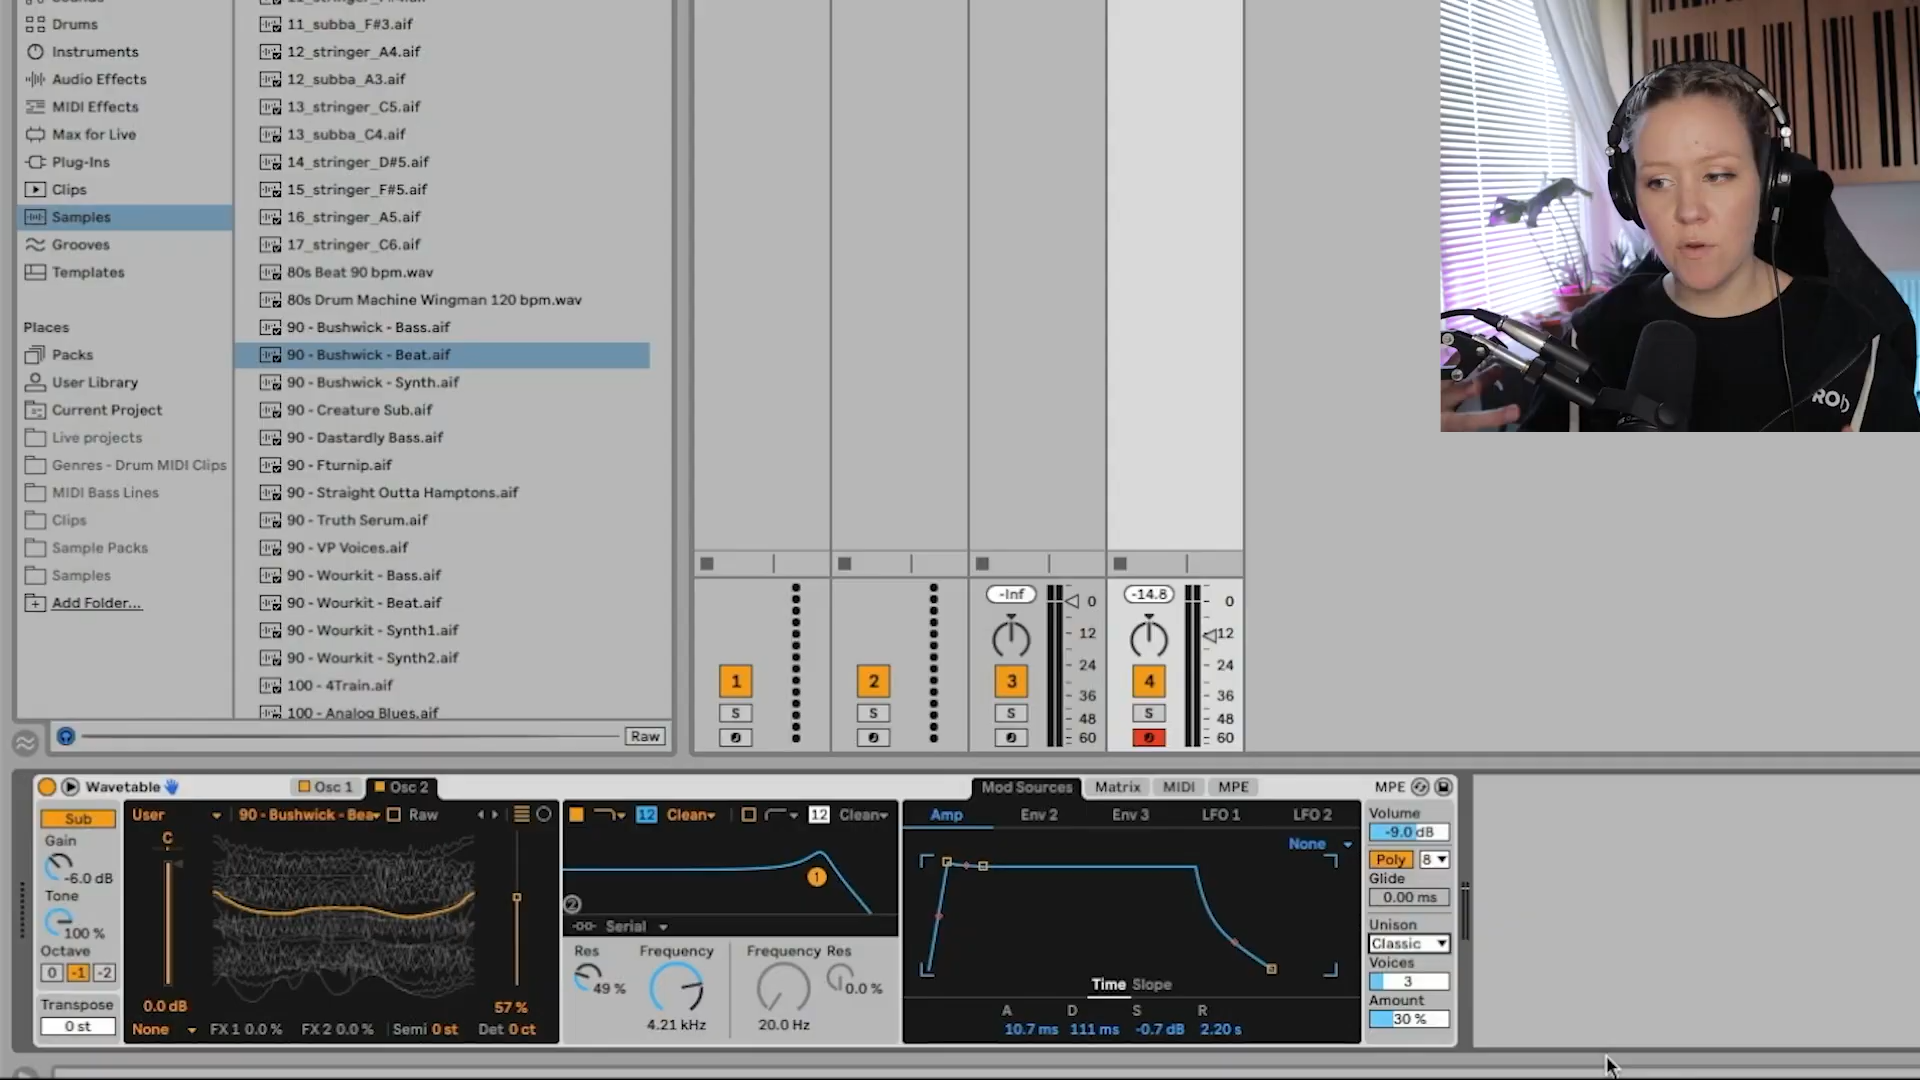 11_subba_F#3.aif
12_stringer_A4.aif
12_subba_A3.aif
13_stringer_C5.aif
13_subba_C4.aif
14_stringer_D#5.aif
15_stringer_F#5.aif
16_stringer_A5.aif
17_stringer_C6.aif
80s Beat 90 bpm.wav
80s Drum Machine Wingman 120 bpm.wav
90 - Bushwick - Bass.aif
90 - Bushwick - Beat.aif
90 - Bushwick - Synth.aif
90 - Creature Sub.aif
90 - Dastardly Bass.aif
90 - Fturnip.aif
90 - Straight Outta Hamptons.aif
90 - Truth Serum.aif
90 - VP Voices.aif
90 - Wourkit - Bass.aif
90 - Wourkit - Beat.aif
90 - Wourkit - Synth1.aif
90 - Wourkit - Synth2.aif
100 - 4Train.aif
100 - Analog Blues.aif
Drums
Instruments
Audio Effects
MIDI Effects
Max for Live
Plug-Ins
Clips
Samples
Grooves
Templates
Places
Packs
User Library
Current Project
Live projects
Genres - Drum MIDI Clips
MIDI Bass Lines
Clips
Sample Packs
Samples
Add Folder...
Raw
-Inf
0
12
24
36
48
60
-14.8
0
12
24
36
48
60
1
2
3
4
S
S
S
S
Wavetable
Osc 1
Osc 2
Mod Sources
Matrix
MIDI
MPE
MPE
Sub
Gain
-6.0 dB
Tone
100 %
Octave
0 -1 -2
Transpose
0 st
User
90 - Bushwick - Bea
Raw
C
0.0 dB
57 %
None
FX 1 0.0 %
FX 2 0.0 %
Semi 0 st
Det 0 ct
12
Clean
12
Clean
1
2
Serial
Res
49 %
Frequency
4.21 kHz
Frequency
20.0 Hz
Res
0.0 %
Amp
Env 2
Env 3
LFO 1
LFO 2
None
Time Slope
A D S R
10.7 ms 111 ms -0.7 dB 2.20 s
Volume
-9.0 dB
Poly 8
Glide
0.00 ms
Unison
Classic
Voices
3
Amount
30 %